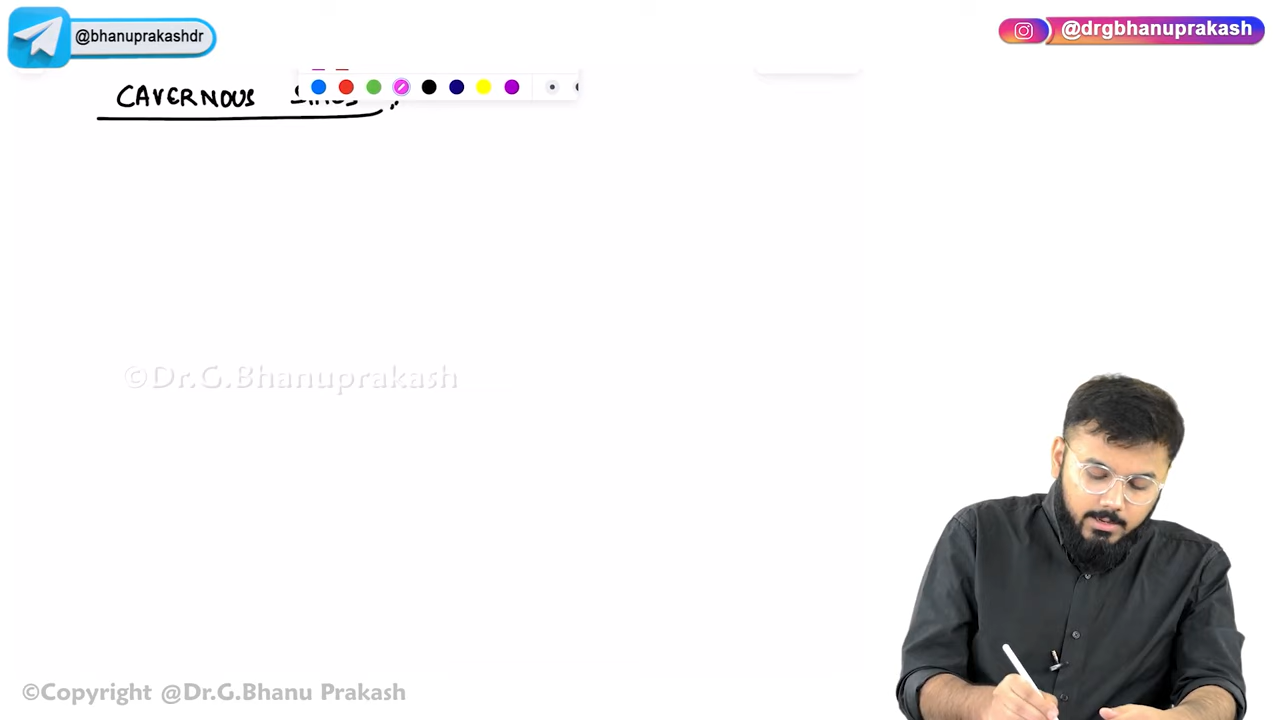 @bhanuprakashdr
@drgbhanuprakash
CAVERNOUS
©Dr.G.Bhanuprakash
©Copyright @Dr.G.Bhanu Prakash